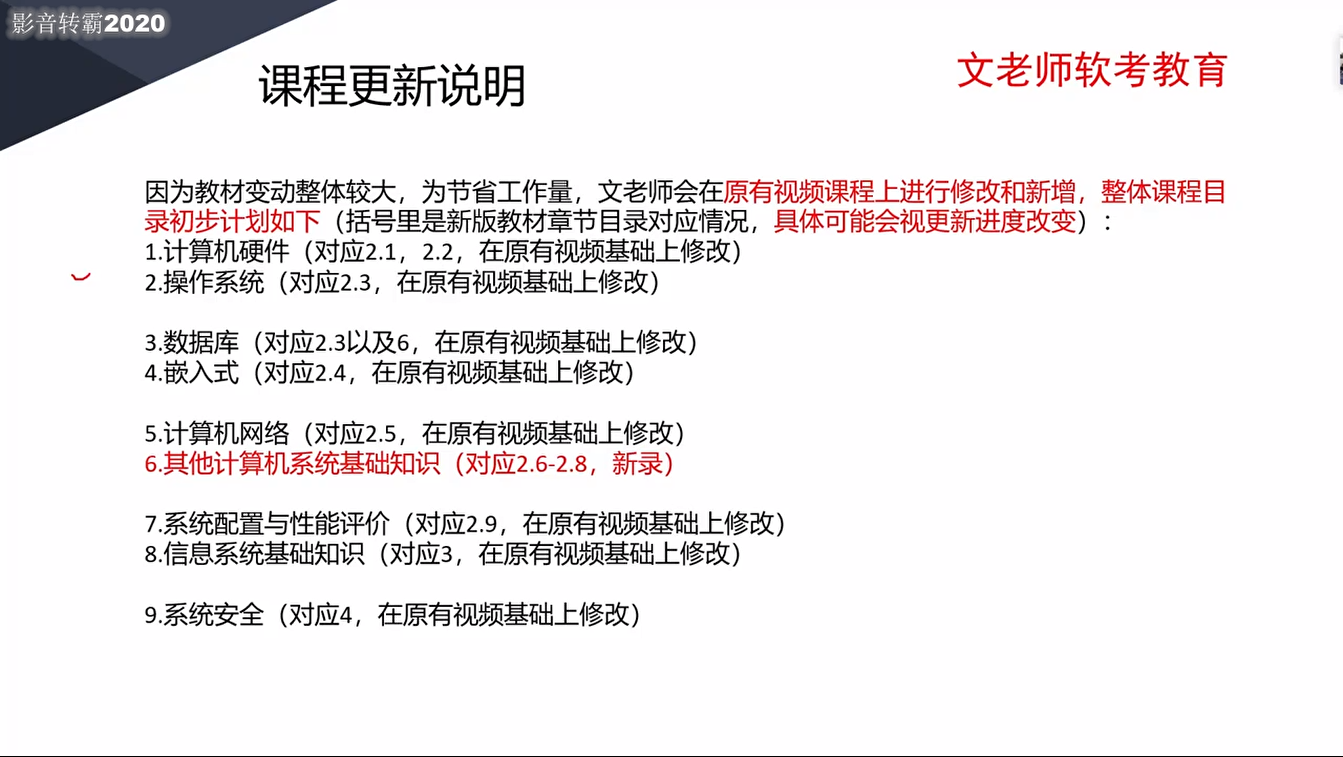 影音转霸2020
课程更新说明
文老师软考教育
因为教材变动整体较大，为节省工作量，文老师会在原有视频课程上进行修改和新增，整体课程目
录初步计划如下（括号里是新版教材章节目录对应情况，具体可能会视更新进度改变）：
1.计算机硬件（对应2.1，2.2，在原有视频基础上修改）
2.操作系统（对应2.3，在原有视频基础上修改）
3.数据库（对应2.3以及6，在原有视频基础上修改）
4.嵌入式（对应2.4，在原有视频基础上修改）
5.计算机网络（对应2.5，在原有视频基础上修改）
6.其他计算机系统基础知识（对应2.6-2.8，新录）
7.系统配置与性能评价（对应2.9，在原有视频基础上修改）
8.信息系统基础知识（对应3，在原有视频基础上修改）
9.系统安全（对应4，在原有视频基础上修改）